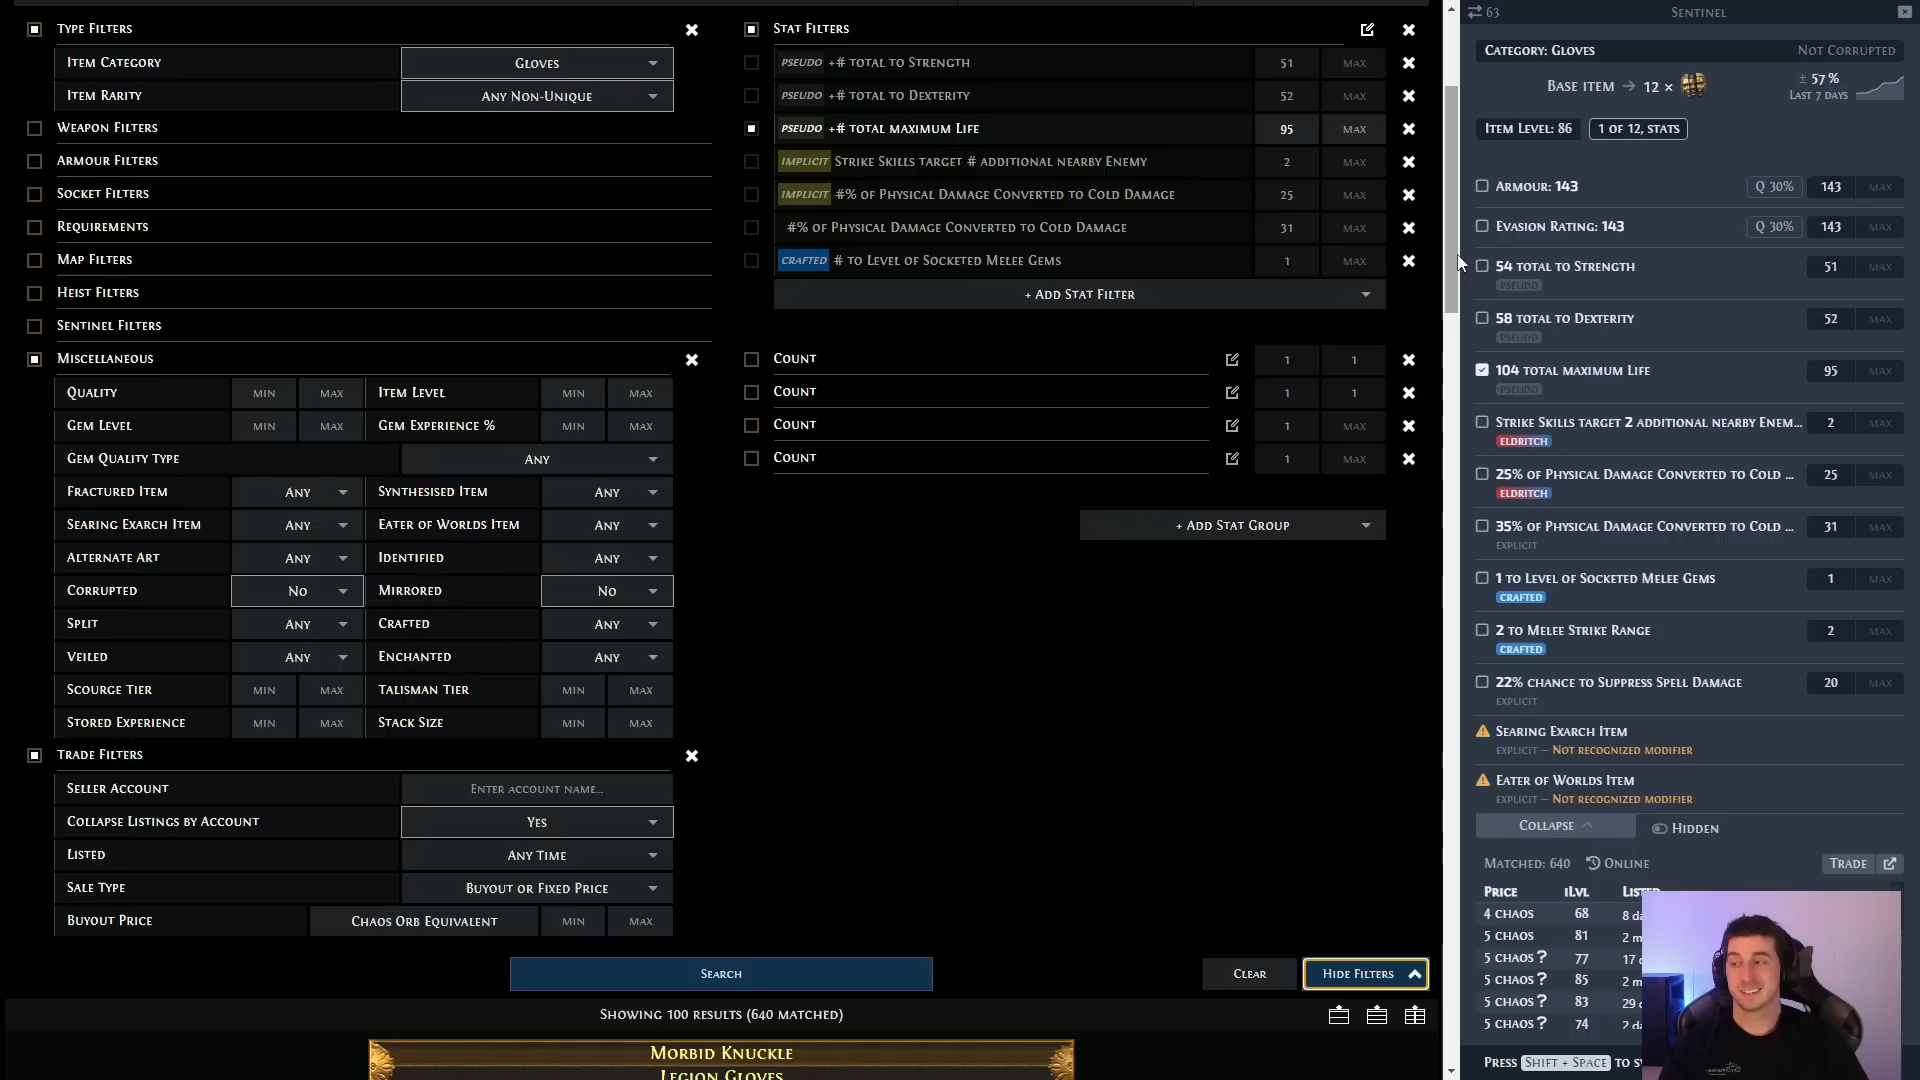 Type Filters
Item Category Gloves
Item Rarity Any Non-Unique
Weapon Filters
Armour Filters
Socket Filters
Requirements
Map Filters
Heist Filters
Sentinel Filters
Miscellaneous
Quality MIN MAX Item Level MIN MAX
Gem Level MIN MAX Gem Experience % MIN MAX
Gem Quality Type Any
Fractured Item Any Synthesised Item Any
Searing Exarch Item Any Eater of Worlds Item Any
Alternate Art Any Identified Any
Corrupted No Mirrored No
Split Any Crafted Any
Veiled Any Enchanted Any
Scourge Tier MIN MAX Talisman Tier MIN MAX
Stored Experience MIN MAX Stack Size MIN MAX
Trade Filters
Seller Account Enter account name...
Collapse Listings by Account Yes
Listed Any Time
Sale Type Buyout or Fixed Price
Buyout Price Chaos Orb Equivalent MIN MAX
Stat Filters
PSEUDO +# total to Strength 51 MAX
PSEUDO +# total to Dexterity 52 MAX
PSEUDO +# total maximum Life 95 MAX
IMPLICIT Strike Skills target # additional nearby Enemy 2 MAX
IMPLICIT #% of Physical Damage Converted to Cold Damage 25 MAX
#% of Physical Damage Converted to Cold Damage 31 MAX
CRAFTED # to Level of Socketed Melee Gems 1 MAX
+ Add Stat Filter
Count 1 1
Count 1 1
Count 1 MAX
Count 1 MAX
+ Add Stat Group
Search
Clear
Hide Filters
Showing 100 results (640 matched)
Morbid Knuckle
Legion Gloves
63 Sentinel
Category: Gloves Not Corrupted
Base item → 12 × ± 57 %
Last 7 days
Item Level: 86 1 of 12, stats
Armour: 143 Q 30% 143 MAX
Evasion Rating: 143 Q 30% 143 MAX
54 total to Strength 51 MAX
PSEUDO
58 total to Dexterity 52 MAX
PSEUDO
104 total maximum Life 95 MAX
PSEUDO
Strike Skills target 2 additional nearby Enem... 2 MAX
ELDRITCH
25% of Physical Damage Converted to Cold ... 25 MAX
ELDRITCH
35% of Physical Damage Converted to Cold ... 31 MAX
EXPLICIT
1 to Level of Socketed Melee Gems 1 MAX
CRAFTED
2 to Melee Strike Range 2 MAX
CRAFTED
22% chance to Suppress Spell Damage 20 MAX
EXPLICIT
Searing Exarch Item
EXPLICIT — Not recognized modifier
Eater of Worlds Item
EXPLICIT — Not recognized modifier
Collapse Hidden
Matched: 640 Online Trade
Price iLvl
4 chaos 68
5 chaos 81
5 chaos ? 77
5 chaos ? 85
5 chaos ? 83
5 chaos ? 74
Press Shift + Space to